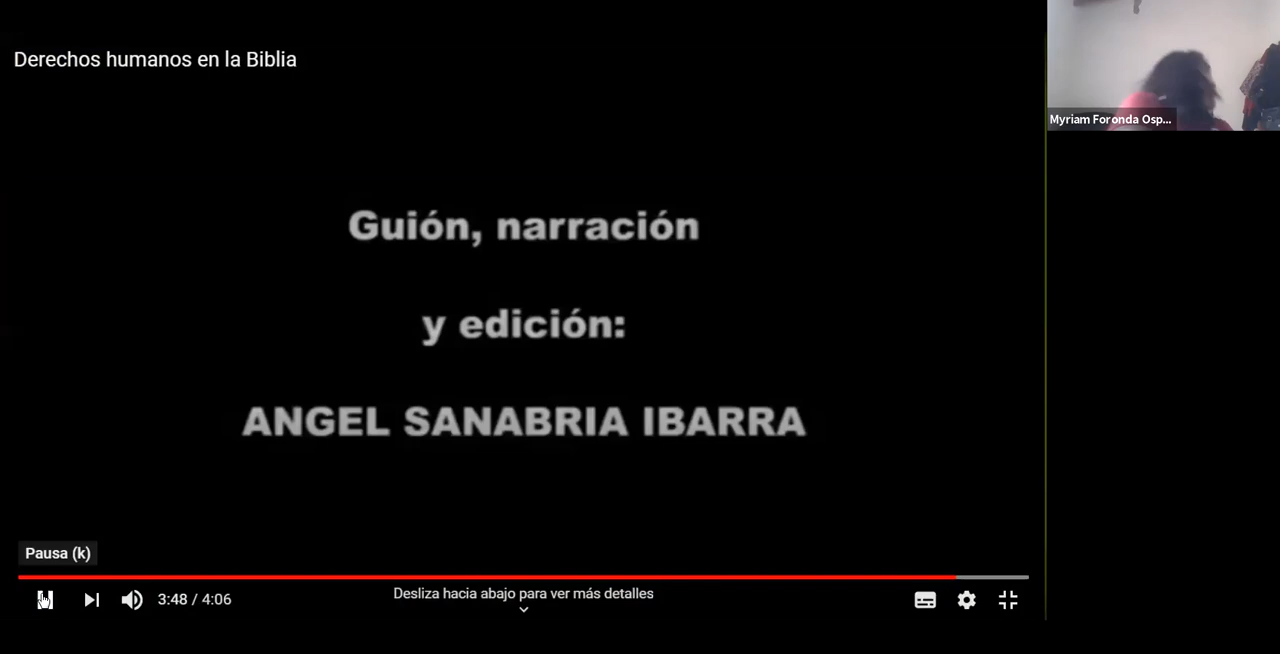 Derechos humanos en la Biblia
Myriam Foronda Osp...
Guión, narración
y edición:
ANGEL SANABRIA IBARRA
Pausa (k)
3:48 / 4:06
Desliza hacia abajo para ver más detalles